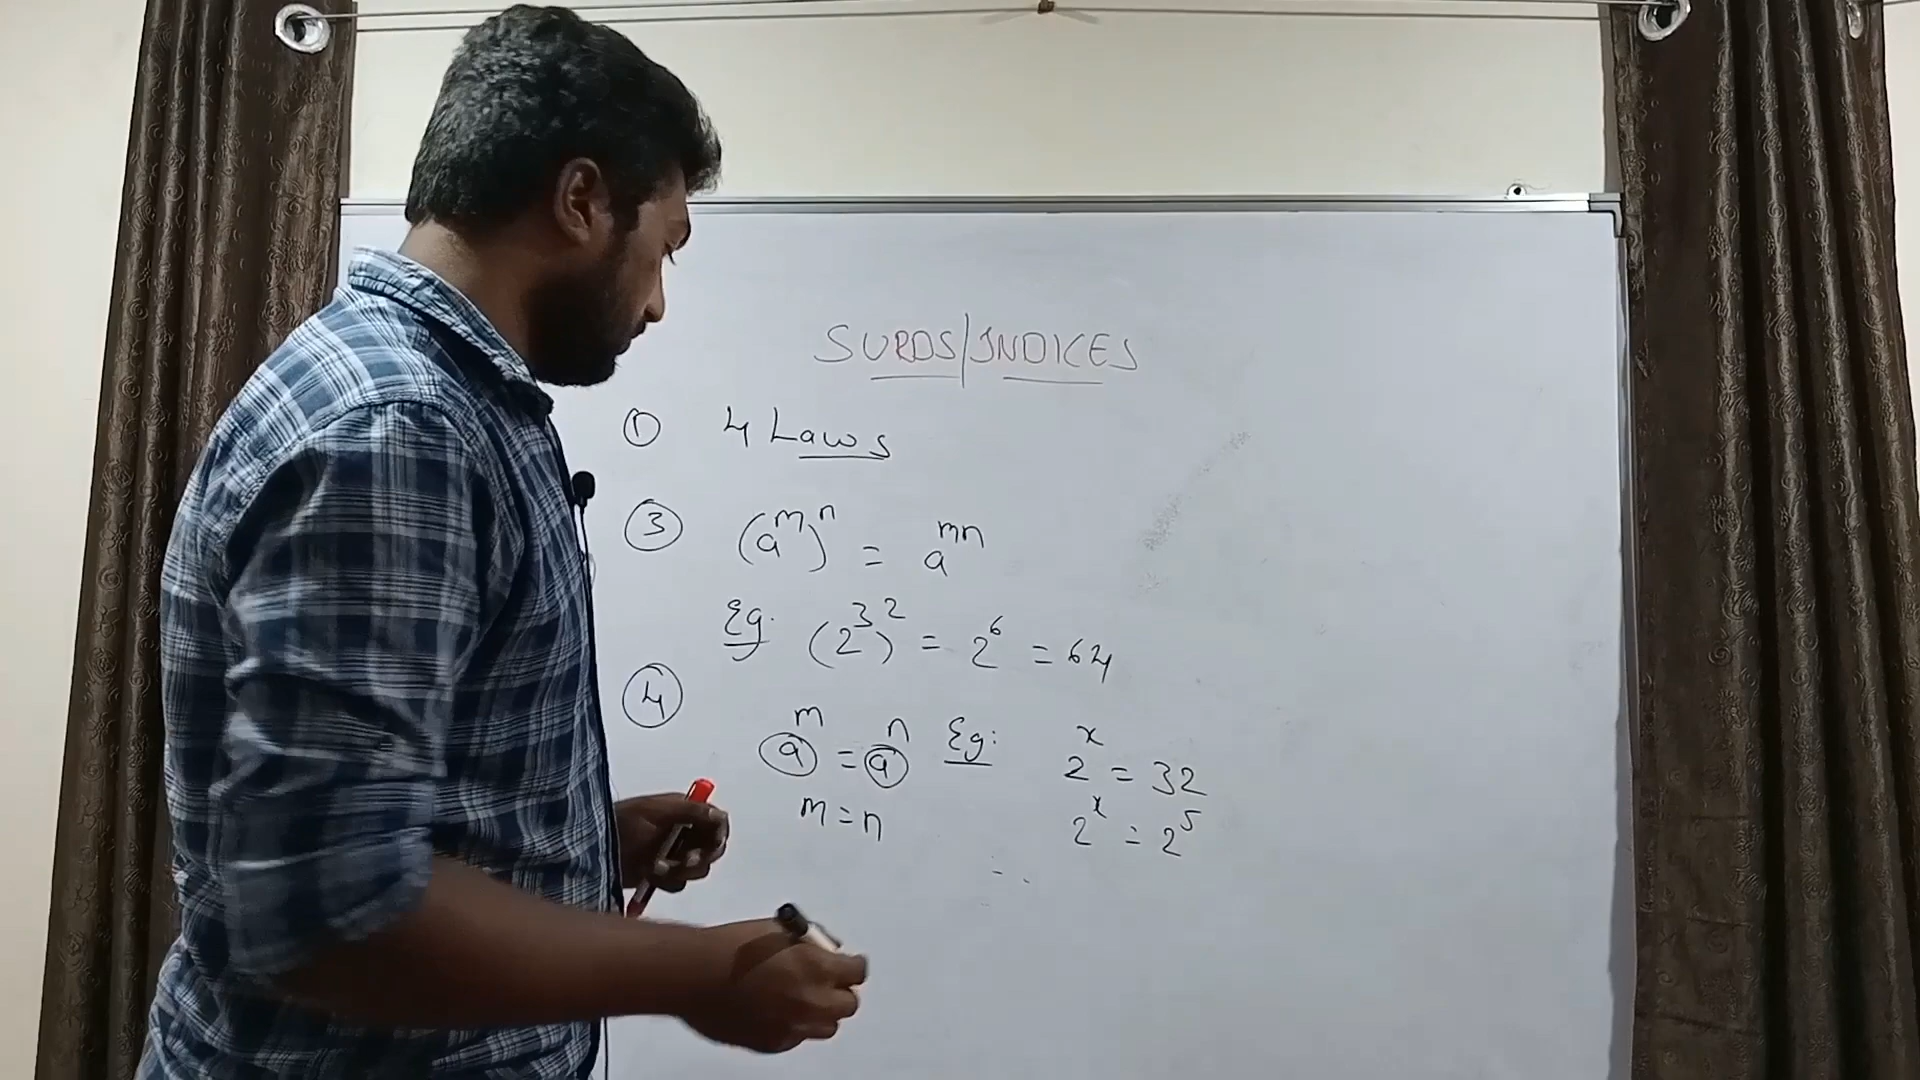 SURDS/INDICES
① 4 Laws
③ (a^m)^n = a^mn
Eg: (2^3)^2 = 2^6 = 64
④ a^m = a^n Eg: 2^x = 32
m = n 2^x = 2^5